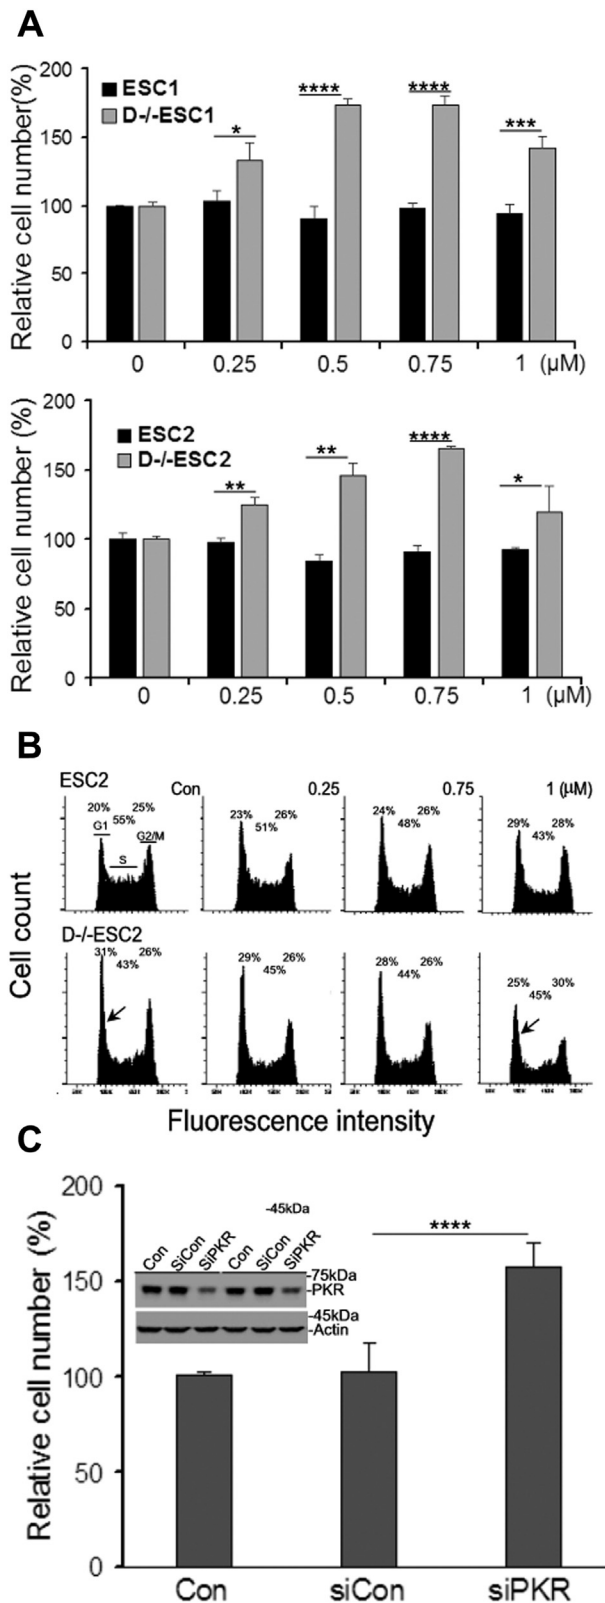 A
Relative cell number(%)
200
150
100
50
0
ESC1
D-/-ESC1
*
****
****
***
0 0.25 0.5 0.75 1 (µM)
Relative cell number (%)
200
150
100
50
0
ESC2
D-/-ESC2
**
**
****
*
0 0.25 0.5 0.75 1 (µM)
B
ESC2 Con 0.25 0.75 1 (µM)
20% 25% 23% 26% 24% 26% 29% 28%
55% 51% 48% 43%
G1 S G2/M
Cell count
D-/-ESC2
31% 26% 29% 26% 28% 26% 25% 30%
43% 45% 44% 45%
Fluorescence intensity
C
Relative cell number (%)
200
150
100
50
0
-45kDa
Con SiCon SiPKR Con SiCon SiPKR
-75kDa
-PKR
-45kDa
-Actin
****
Con siCon siPKR